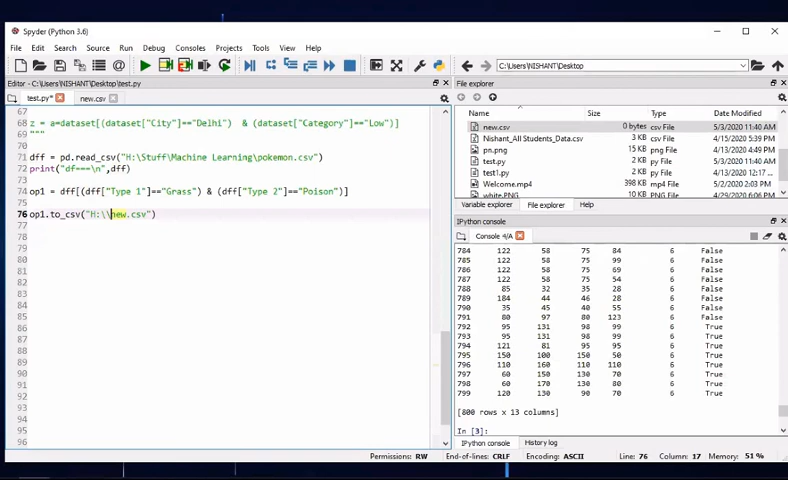 Spyder (Python 3.6)
File Edit Search Source Run Debug Consoles Projects Tools View Help
C:\Users\NISHANT\Desktop
Editor - C:\Users\NISHANT\Desktop\test.py
File explorer
test.py* new.csv
Name Size Type Date Modified
new.csv 0 bytes csv File 5/3/2020 11:40 AM
Nishant_All Students_Data.csv 3 KB csv File 4/15/2020 5:39 PM
pn.png 15 KB png File 4/13/2020 4:49 PM
test.py 2 KB py File 5/3/2020 11:40 AM
test1.py 2 KB py File 4/13/2020 12:17
Welcome.mp4 398 KB mp4 File 5/2/2020 2:03 PM
white.PNG
Variable explorer File explorer Help
IPython console
Console 4/A
67
68 z = a=dataset[(dataset["City"]=="Delhi") & (dataset["Category"]=="Low")]
69 """
70
71 dff = pd.read_csv("H:\Stuff\Machine Learning\pokemon.csv")
72 print("df===\n",dff)
73
74 op1 = dff[(dff["Type 1"]=="Grass") & (dff["Type 2"]=="Poison")]
75
76 op1.to_csv("H:\\new.csv")
77
78
79
80
81
82
83
84
85
86
87
88
89
90
91
92
93
94
95
96
784 122 58 75 84 6 False
785 122 58 75 99 6 False
786 122 58 75 69 6 False
787 122 58 75 54 6 False
788 85 32 35 28 6 False
789 184 44 46 28 6 False
790 35 45 40 55 6 False
791 80 97 80 123 6 False
792 95 131 98 99 6 True
793 95 131 98 99 6 True
794 121 81 95 95 6 True
795 150 100 150 50 6 True
796 110 160 110 110 6 True
797 60 150 130 70 6 True
798 60 170 130 80 6 True
799 120 130 90 70 6 True
[800 rows x 13 columns]
In [3]:
IPython console History log
Permissions: RW End-of-lines: CRLF Encoding: ASCII Line: 76 Column: 17 Memory: 51 %